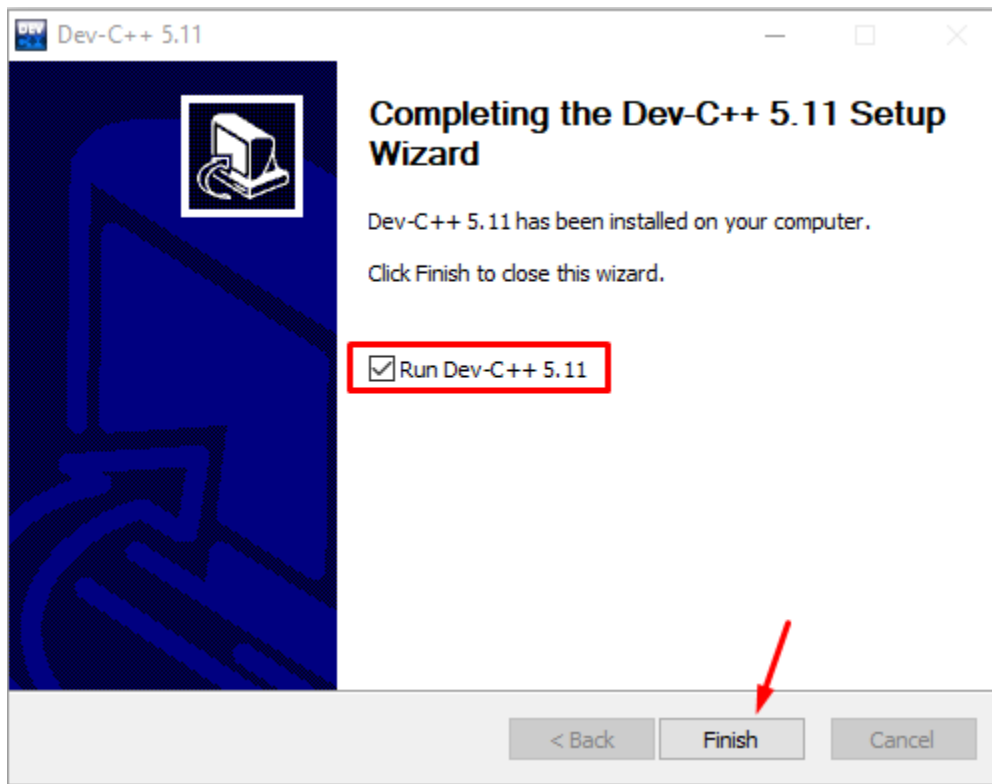 DEV
C++
Dev-C++ 5.11
Completing the Dev-C++ 5.11 Setup
Wizard
Dev-C++ 5.11 has been installed on your computer.
Click Finish to close this wizard.
Run Dev-C++ 5.11
< Back
Finish
Cancel